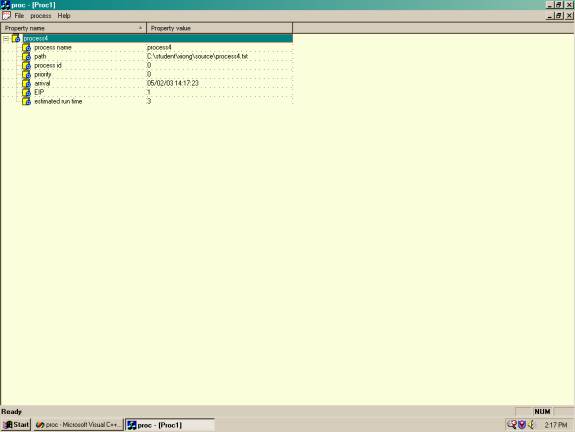 proc - [Proc1]
File process Help
Property name Property value
process4
process name process4
path C:\student\xiong\source\process4.txt
process id 0
priority 0
arrival 05/02/03 14:17:23
EIP 1
estimated run time 3
Ready NUM
Start proc - Microsoft Visual C++... proc - [Proc1] 2:17 PM